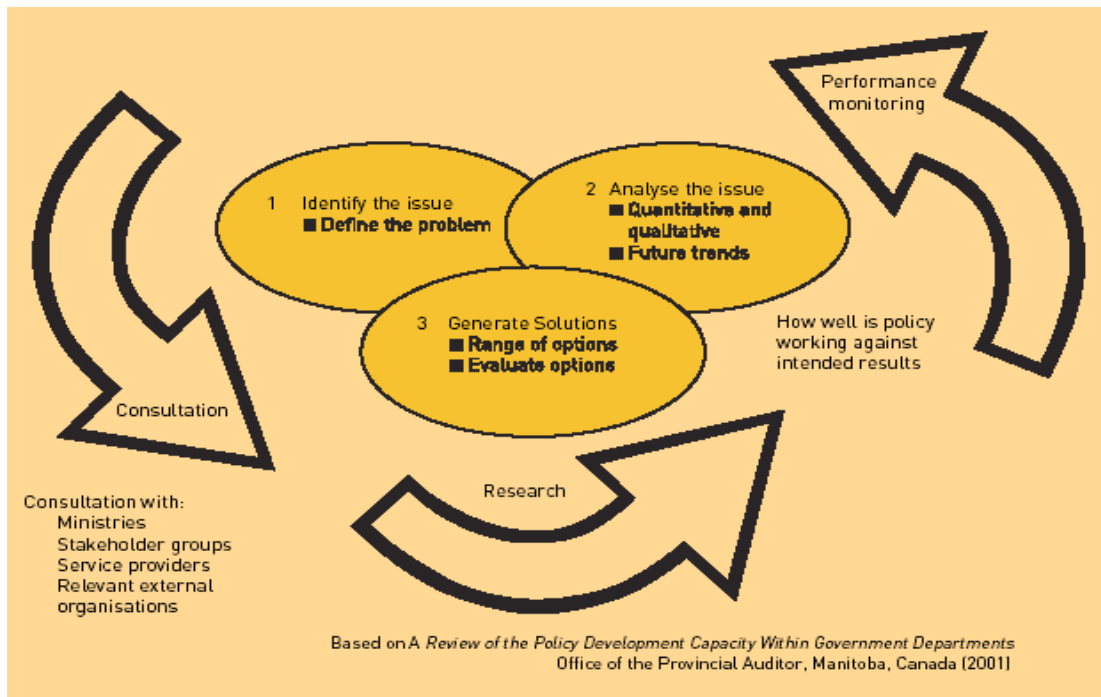 Performance
monitoring
1 Identify the issue
■ Define the problem
2 Analyse the issue
■ Quantitative and
qualitative
■ Future trends
3 Generate Solutions
■ Range of options
■ Evaluate options
How well is policy
working against
intended results
Consultation
Consultation with:
Ministries
Stakeholder groups
Service providers
Relevant external
organisations
Research
Based on A Review of the Policy Development Capacity Within Government Departments
Office of the Provincial Auditor, Manitoba, Canada (2001)